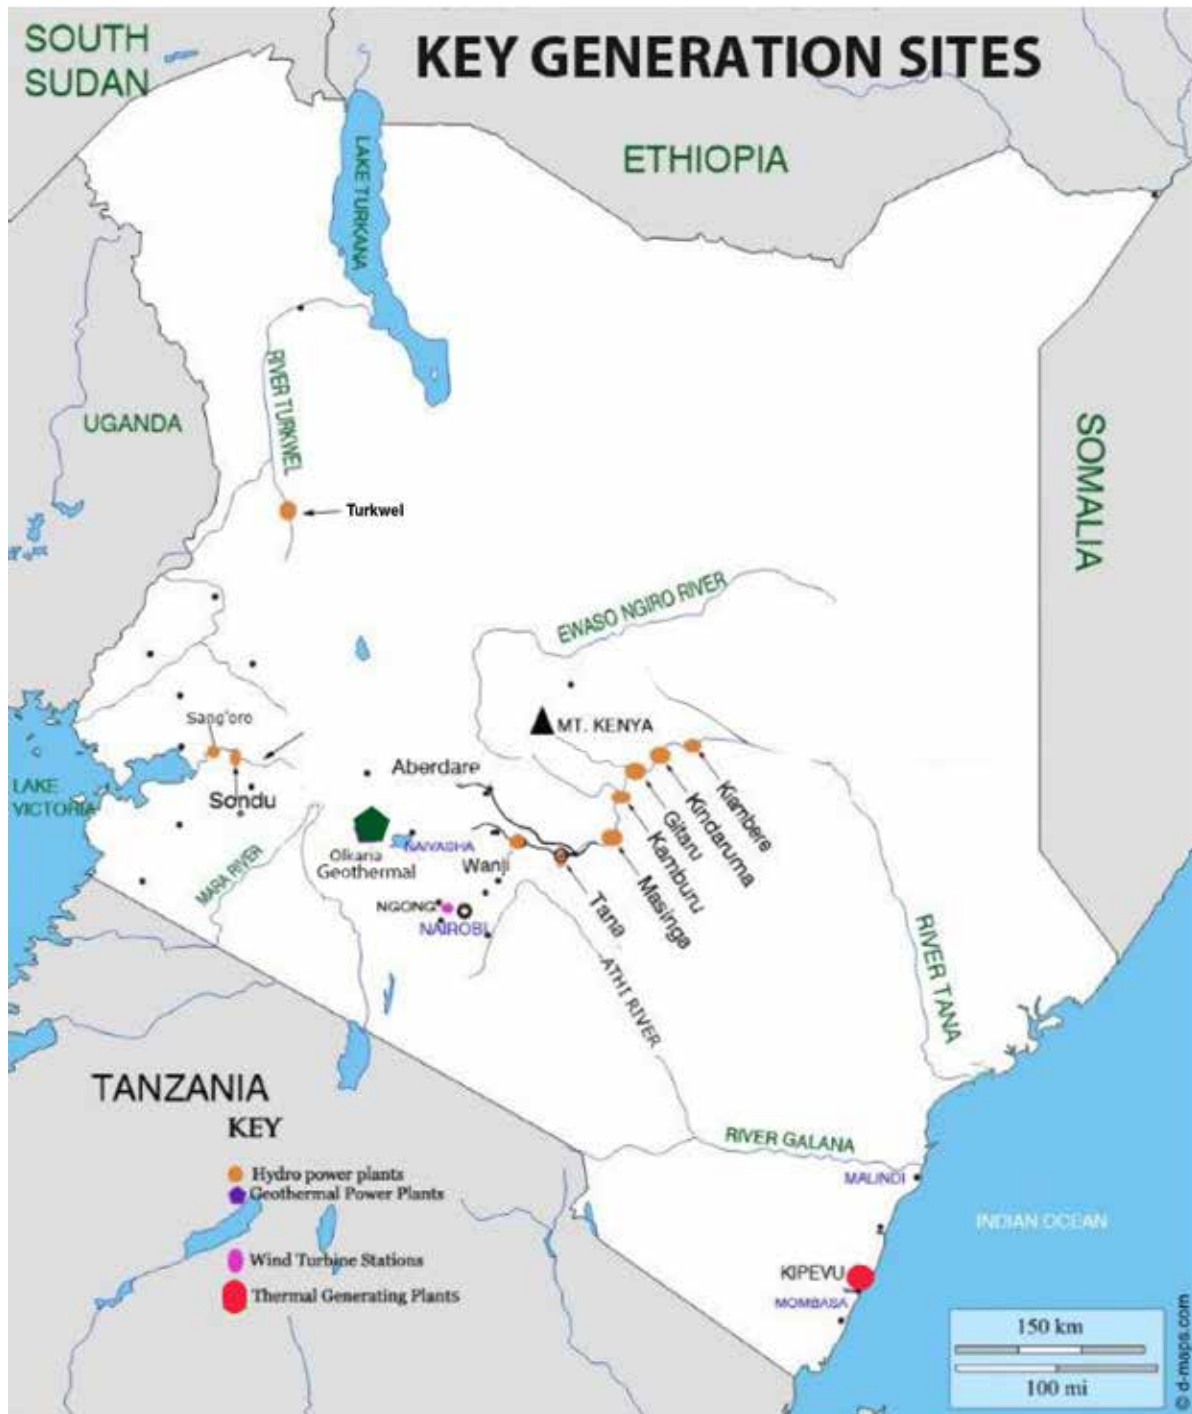 KEY GENERATION SITES
SOUTH
SUDAN
ETHIOPIA
LAKE TURKANA
UGANDA
RIVER TURKWEL
SOMALIA
Turkwel
EWASO NGIRO RIVER
MT. KENYA
Sang'oro
Aberdare
LAKE
VICTORIA
Sondu
Kiambere
Kindaruma
Gitaru
Kamburu
Masinga
Tana
Olkaria
Geothermal
NAIVASHA
Wanji
MARA RIVER
NGONG
NAIROBI
ATHI RIVER
RIVER TANA
TANZANIA
KEY
Hydro power plants
Geothermal Power Plants
Wind Turbine Stations
Thermal Generating Plants
RIVER GALANA
MALINDI
INDIAN OCEAN
KIPEVU
MOMBASA
150 km
100 mi
© d-maps.com